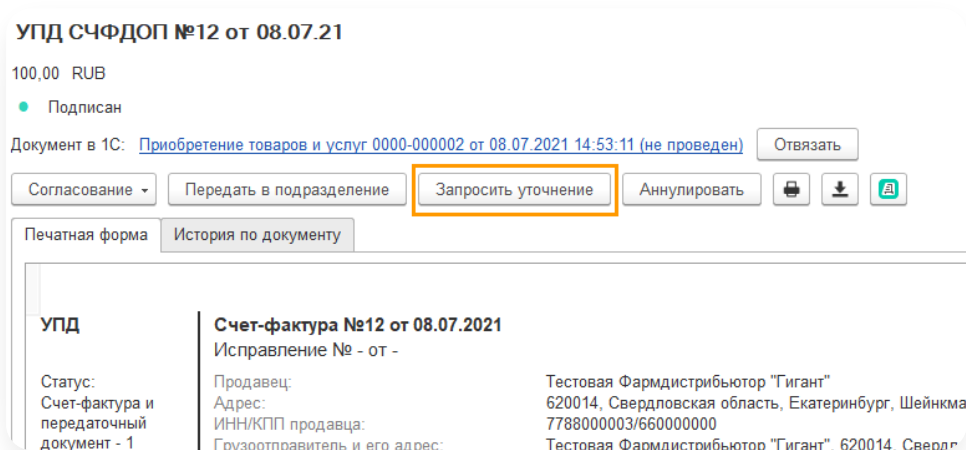 УПД СЧФДОП №12 от 08.07.21
100,00 RUB
Подписан
Документ в 1С: Приобретение товаров и услуг 0000-000002 от 08.07.2021 14:53:11 (не проведен) Отвязать
Согласование Передать в подразделение Запросить уточнение Аннулировать
Печатная форма История по документу
УПД Счет-фактура №12 от 08.07.2021
Исправление № - от -
Статус: Продавец: Тестовая Фармдистрибьютор "Гигант"
Счет-фактура и Адрес: 620014, Свердловская область, Екатеринбург, Шейнкма
передаточный ИНН/КПП продавца: 7788000003/660000000
документ - 1 Грузоотправитель и его адрес: Тестовая Фармдистрибьютор "Гигант", 620014,